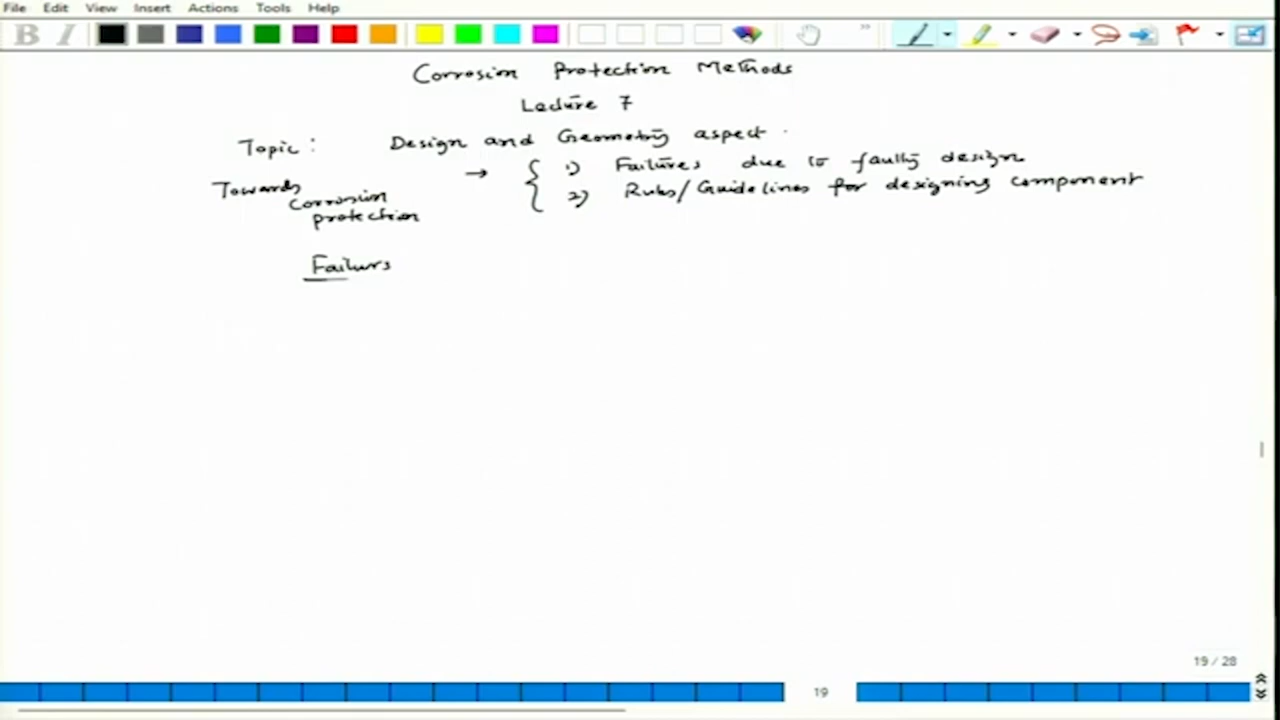 File Edit View Insert Actions Tools Help
B I
Corrosion Protection Methods
Lecture 7
Topic: Design and Geometry aspect.
Towards Corrosion protection
→ { 1) Failures due to faulty design
2) Rules/Guidelines for designing component
Failurs
19 / 28
19